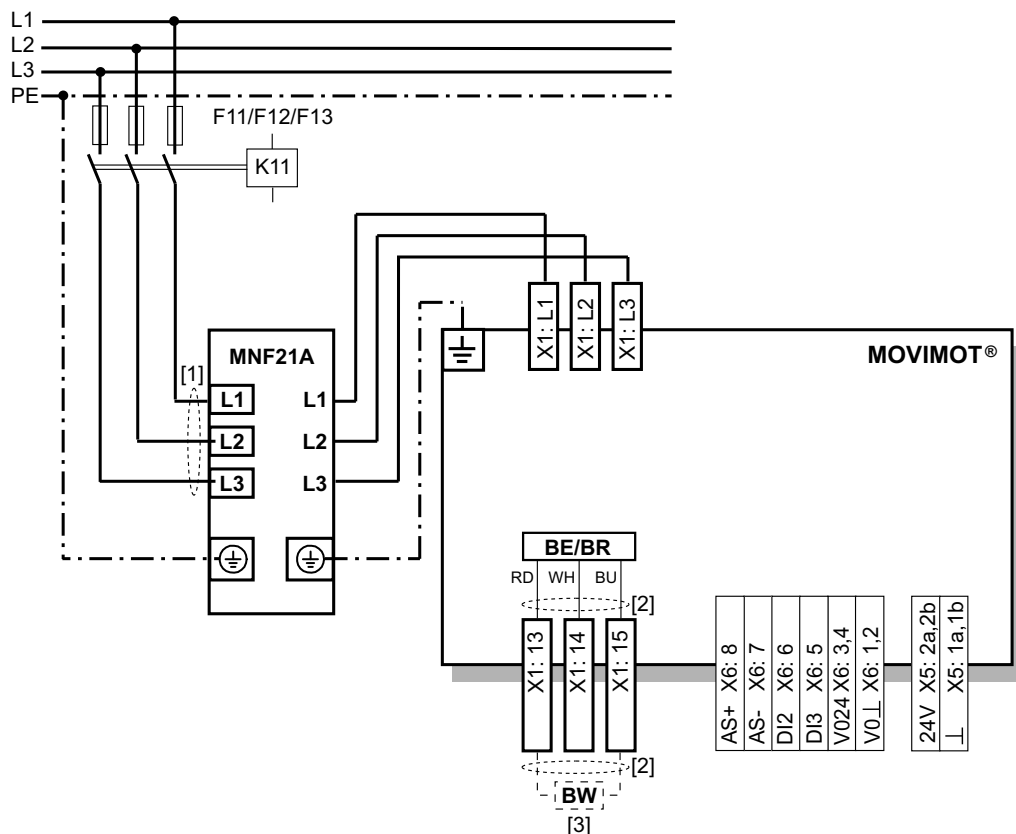 L1
L2
L3
PE
F11/F12/F13
K11
MNF21A
[1]
L1 L1
L2 L2
L3 L3
X1: L1
X1: L2
X1: L3
MOVIMOT®
BE/BR
RD WH BU
[2]
X1: 13
X1: 14
X1: 15
AS+ X6: 8
AS- X6: 7
DI2 X6: 6
DI3 X6: 5
V024 X6: 3,4
V0⊥ X6: 1,2
24V X5: 2a,2b
⊥ X5: 1a,1b
[2]
BW
[3]